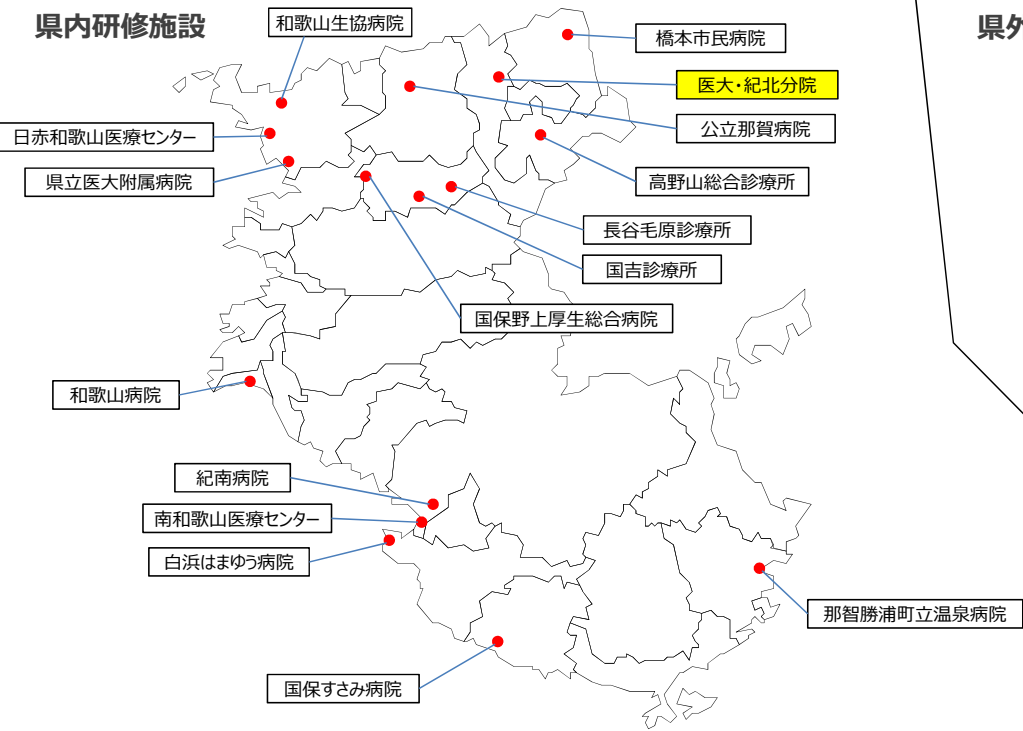 県内研修施設
県外
和歌山生協病院
橋本市民病院
医大・紀北分院
公立那賀病院
日赤和歌山医療センター
県立医大附属病院
高野山総合診療所
長谷毛原診療所
国吉診療所
国保野上厚生総合病院
和歌山病院
紀南病院
南和歌山医療センター
白浜はまゆう病院
那智勝浦町立温泉病院
国保すさみ病院